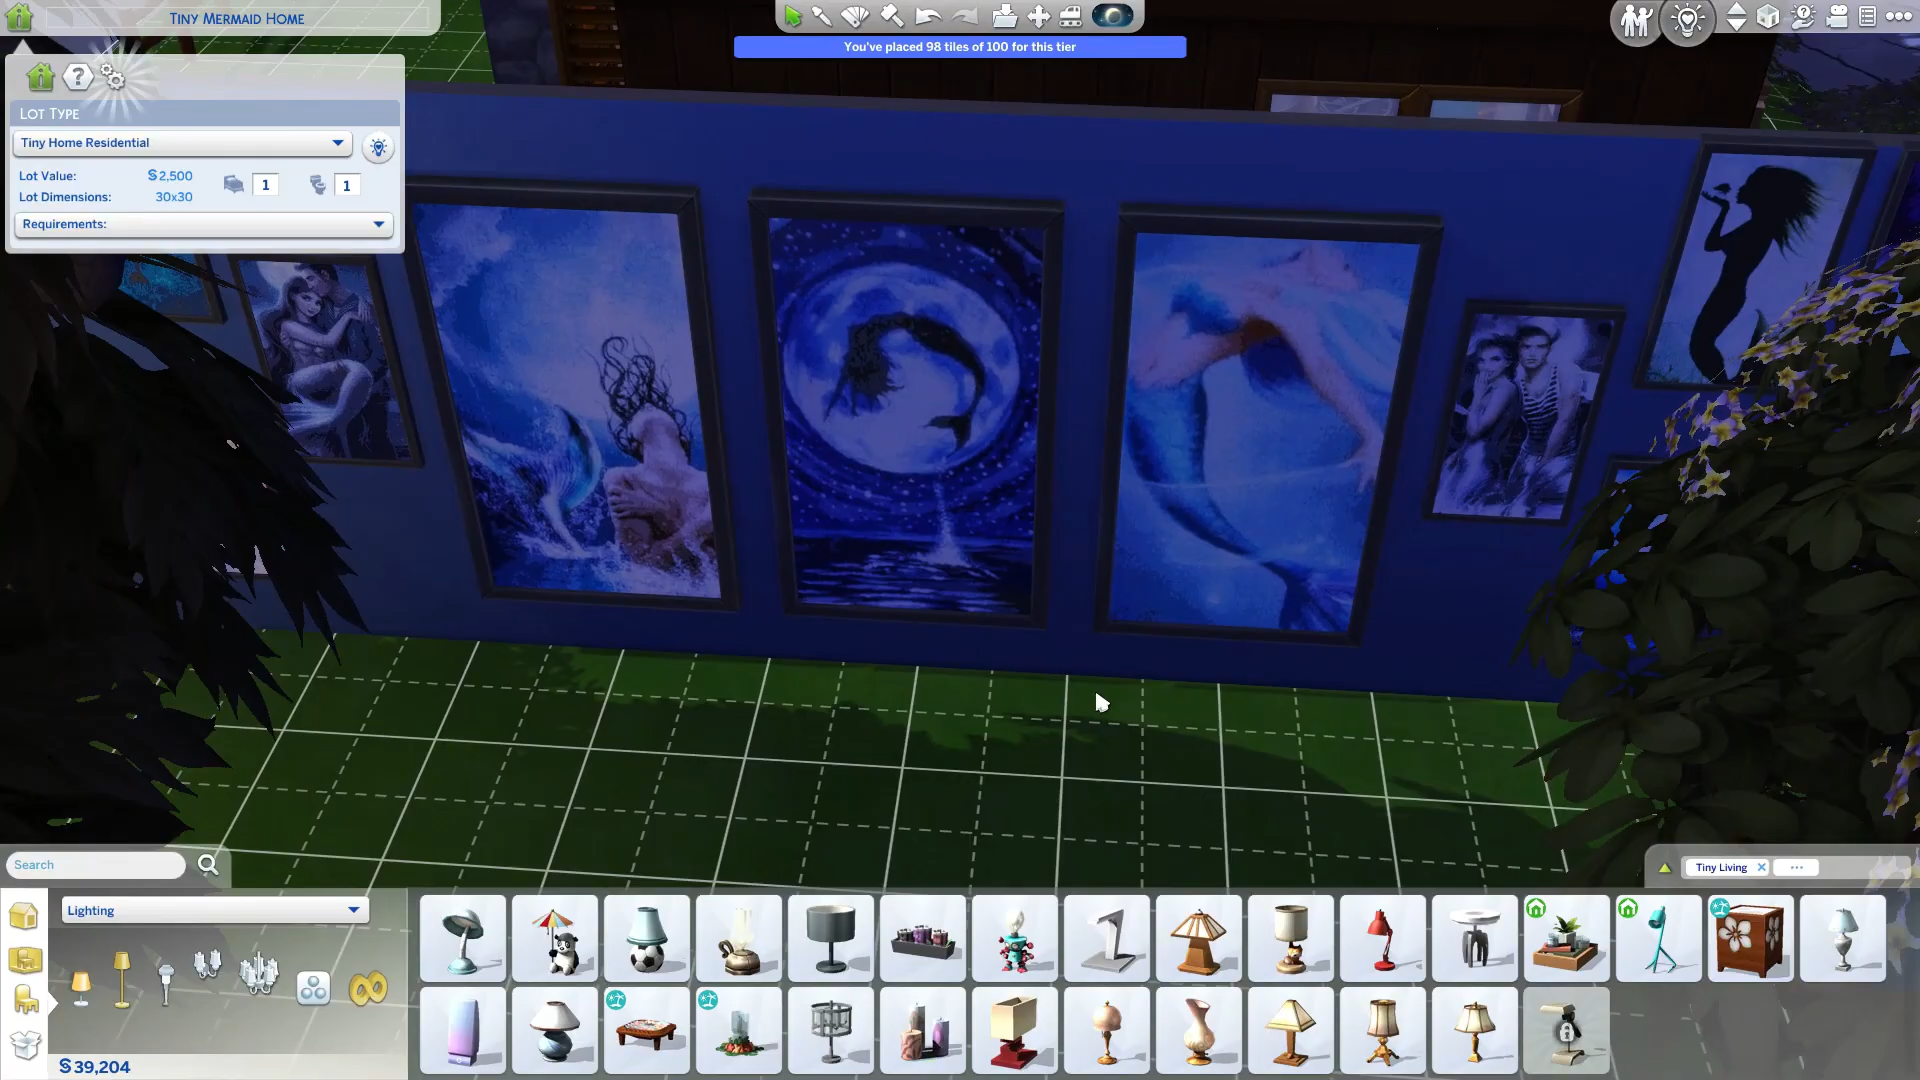 TINY MERMAID HOME
You've placed 98 tiles of 100 for this tier
LOT TYPE
Tiny Home Residential
Lot Value: §2,500
1
1
Lot Dimensions: 30x30
Requirements:
Search
Tiny Living
Lighting
§39,204